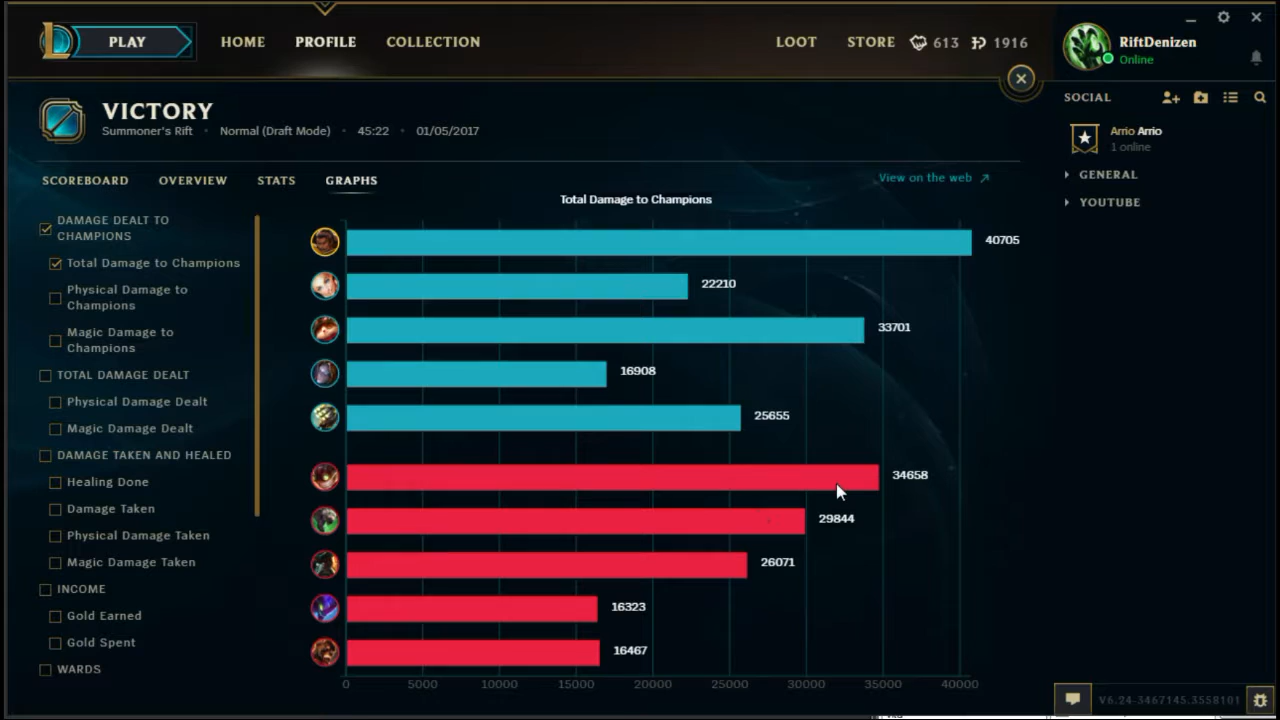 PLAY
HOME
PROFILE
COLLECTION
LOOT
STORE
613
1916
RiftDenizen
Online
VICTORY
Summoner's Rift • Normal (Draft Mode) • 45:22 • 01/05/2017
SCOREBOARD
OVERVIEW
STATS
GRAPHS
View on the web
DAMAGE DEALT TO
CHAMPIONS
Total Damage to Champions
Physical Damage to
Champions
Magic Damage to
Champions
TOTAL DAMAGE DEALT
Physical Damage Dealt
Magic Damage Dealt
DAMAGE TAKEN AND HEALED
Healing Done
Damage Taken
Physical Damage Taken
Magic Damage Taken
INCOME
Gold Earned
Gold Spent
WARDS
Total Damage to Champions
40705
22210
33701
16908
25655
34658
29844
26071
16323
16467
0 5000 10000 15000 20000 25000 30000 35000 40000
SOCIAL
Arrio Arrio
1 online
GENERAL
YOUTUBE
V6.24-3467145.3558101